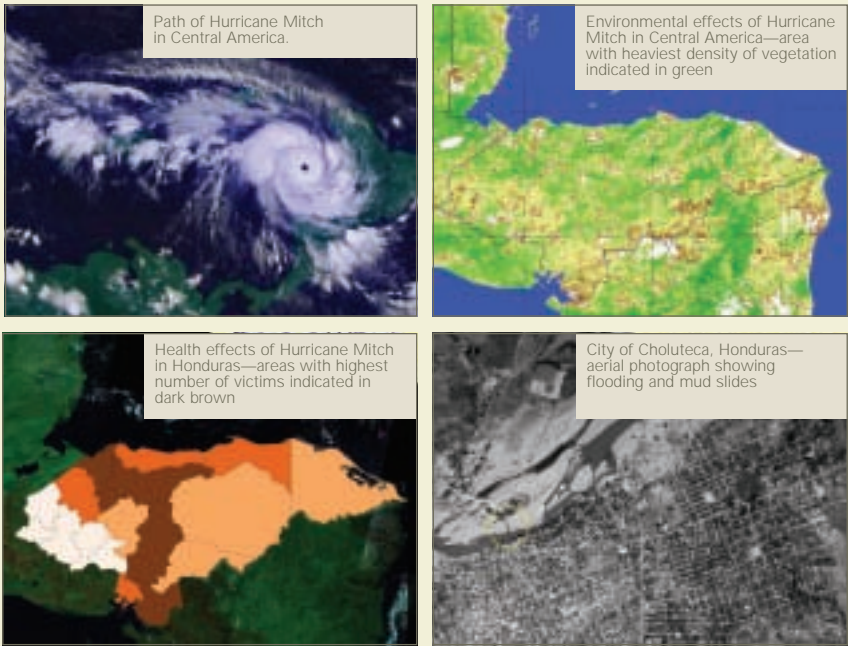 Path of Hurricane Mitch
in Central America.
Environmental effects of Hurricane
Mitch in Central America—area
with heaviest density of vegetation
indicated in green
Health effects of Hurricane Mitch
in Honduras—areas with highest
number of victims indicated in
dark brown
City of Choluteca, Honduras—
aerial photograph showing
flooding and mud slides